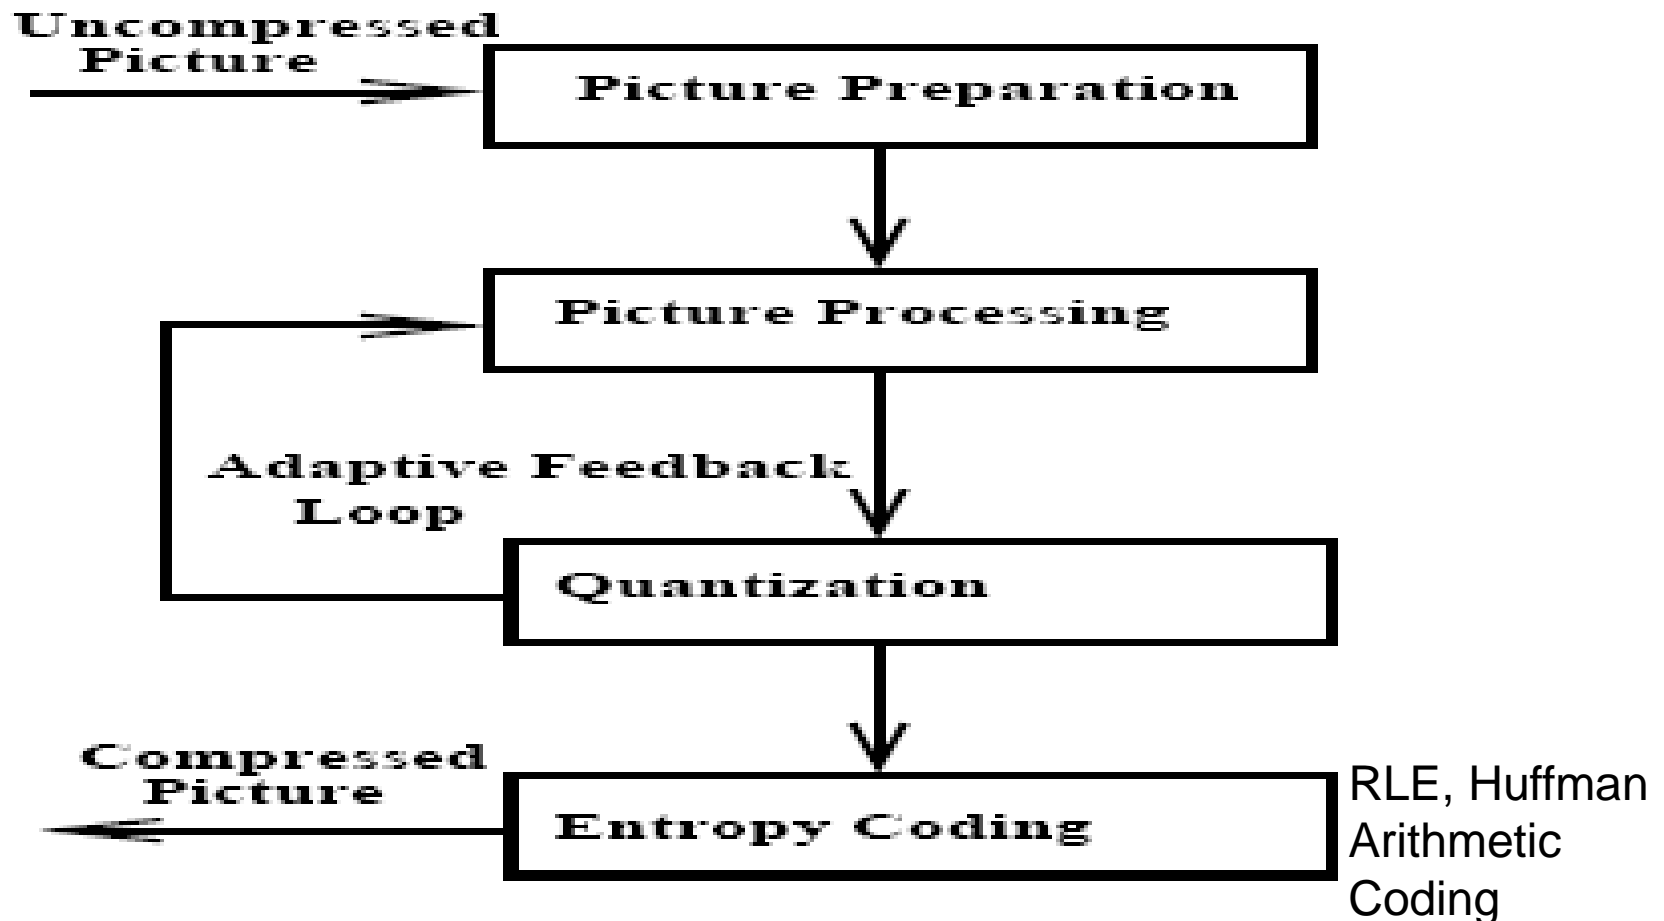 Uncompressed
Picture
Picture Preparation
Picture Processing
Adaptive Feedback
Loop
Quantization
Compressed
Picture
Entropy Coding
RLE, Huffman
Arithmetic
Coding